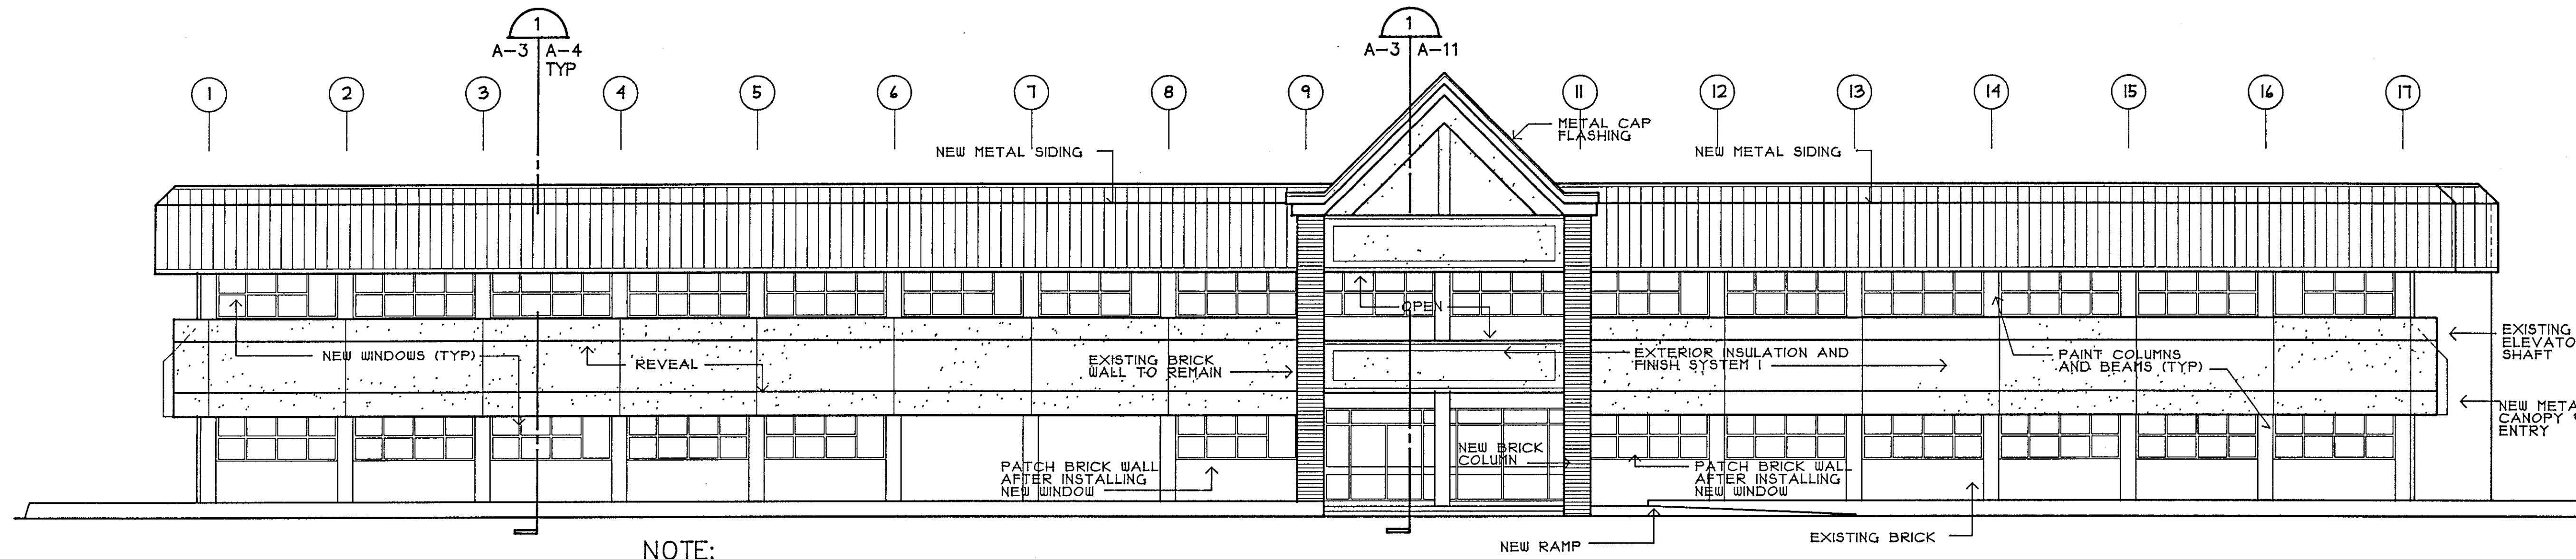 1
A-3 A-4
TYP
1
A-3 A-11
1 2 3 4 5 6 7 8 9 11 12 13 14 15 16 17
METAL CAP
FLASHING
NEW METAL SIDING
NEW METAL SIDING
OPEN
NEW WINDOWS (TYP)
REVEAL
EXISTING BRICK
WALL TO REMAIN
EXTERIOR INSULATION AND
FINISH SYSTEM 1
PAINT COLUMNS
AND BEAMS (TYP)
EXISTING
ELEVATO
SHAFT
NEW META
CANOPY
ENTRY
NEW BRICK
COLUMN
PATCH BRICK WALL
AFTER INSTALLING
NEW WINDOW
PATCH BRICK WALL
AFTER INSTALLING
NEW WINDOW
NEW RAMP
EXISTING BRICK
NOTE: